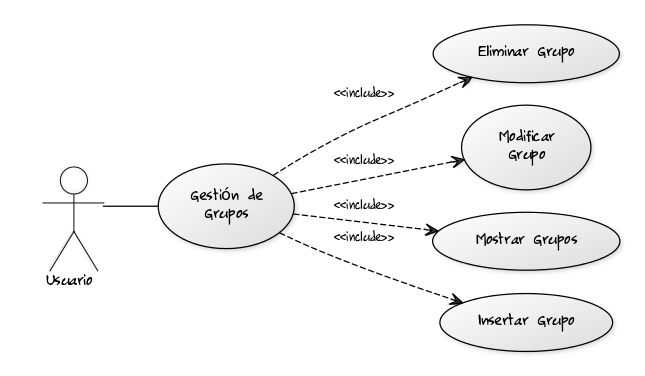 Eliminar Grupo
<<include>>
Modificar
Grupo
<<include>>
Gestión de
Grupos
<<include>>
<<include>>
Mostrar Grupos
Usuario
Insertar Grupo